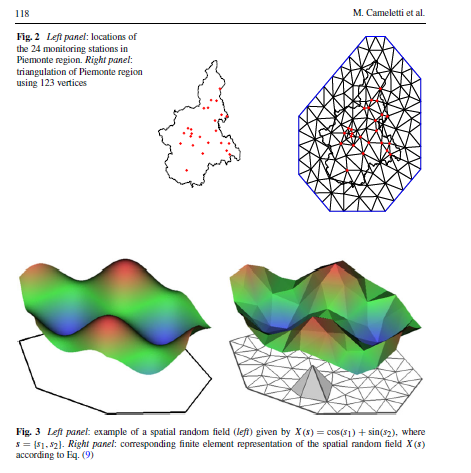 118
M. Cameletti et al.
Fig. 2 Left panel: locations of
the 24 monitoring stations in
Piemonte region. Right panel:
triangulation of Piemonte region
using 123 vertices
Fig. 3 Left panel: example of a spatial random field (left) given by X(s) = cos(s₁) + sin(s₂), where
s = {s₁, s₂}. Right panel: corresponding finite element representation of the spatial random field X(s)
according to Eq. (9)